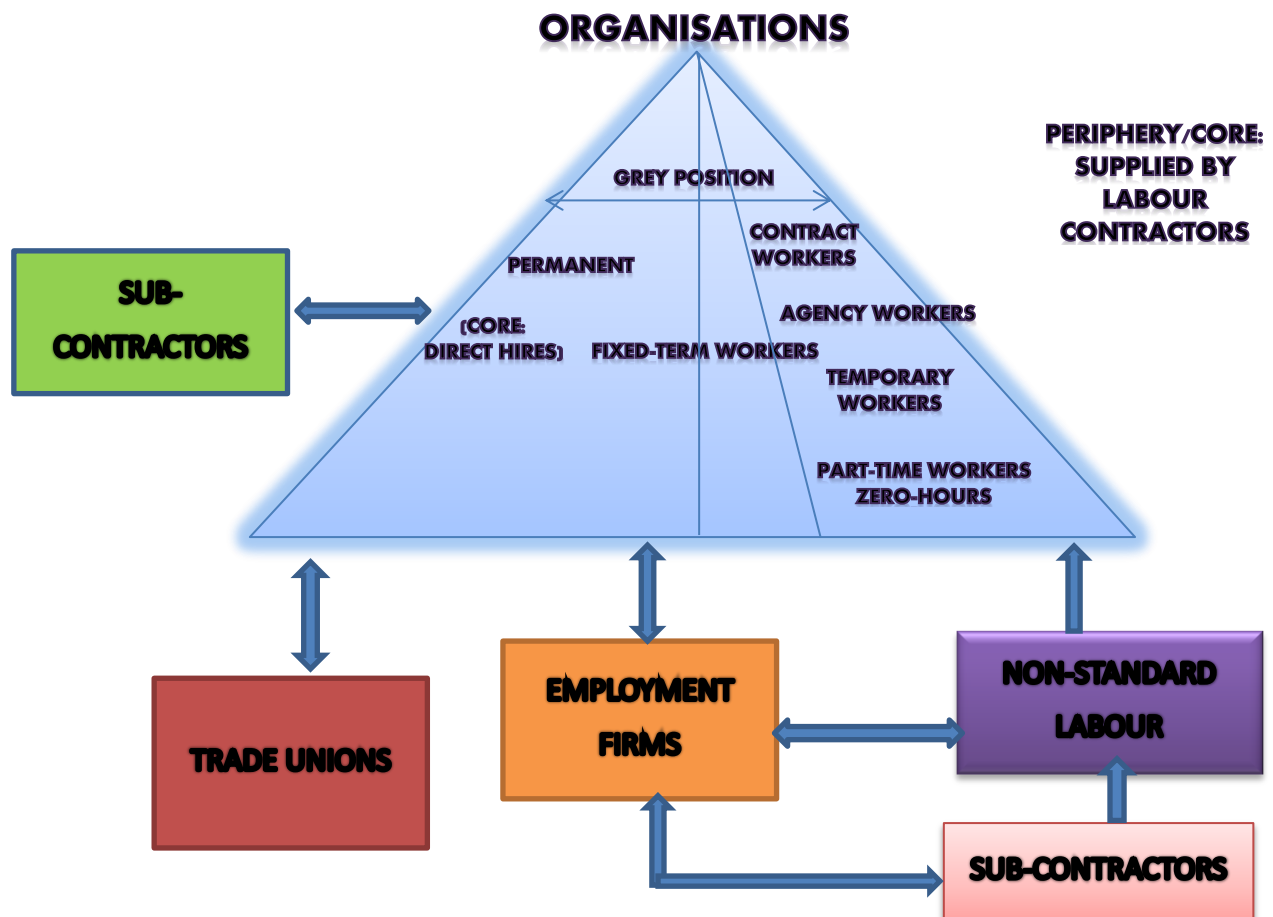 ORGANISATIONS
PERIPHERY/CORE:
SUPPLIED BY
LABOUR
CONTRACTORS
GREY POSITION
CONTRACT
WORKERS
PERMANENT
SUB-
CONTRACTORS
AGENCY WORKERS
(CORE:
DIRECT HIRES)
FIXED-TERM WORKERS
TEMPORARY
WORKERS
PART-TIME WORKERS
ZERO-HOURS
TRADE UNIONS
EMPLOYMENT
FIRMS
NON-STANDARD
LABOUR
SUB-CONTRACTORS